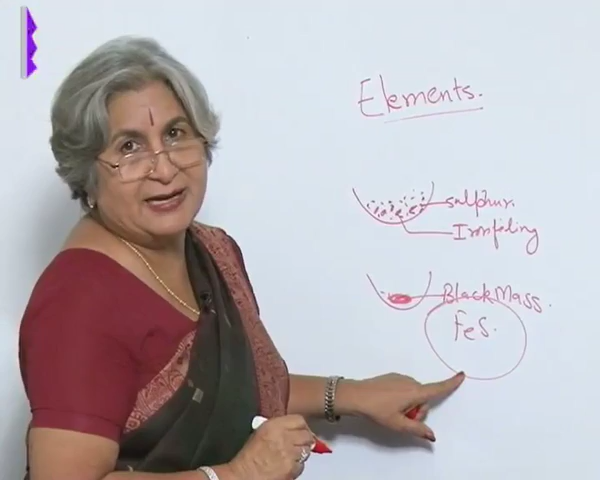 Elements.
Sulphur.
Iron filing
Black Mass.
FeS.